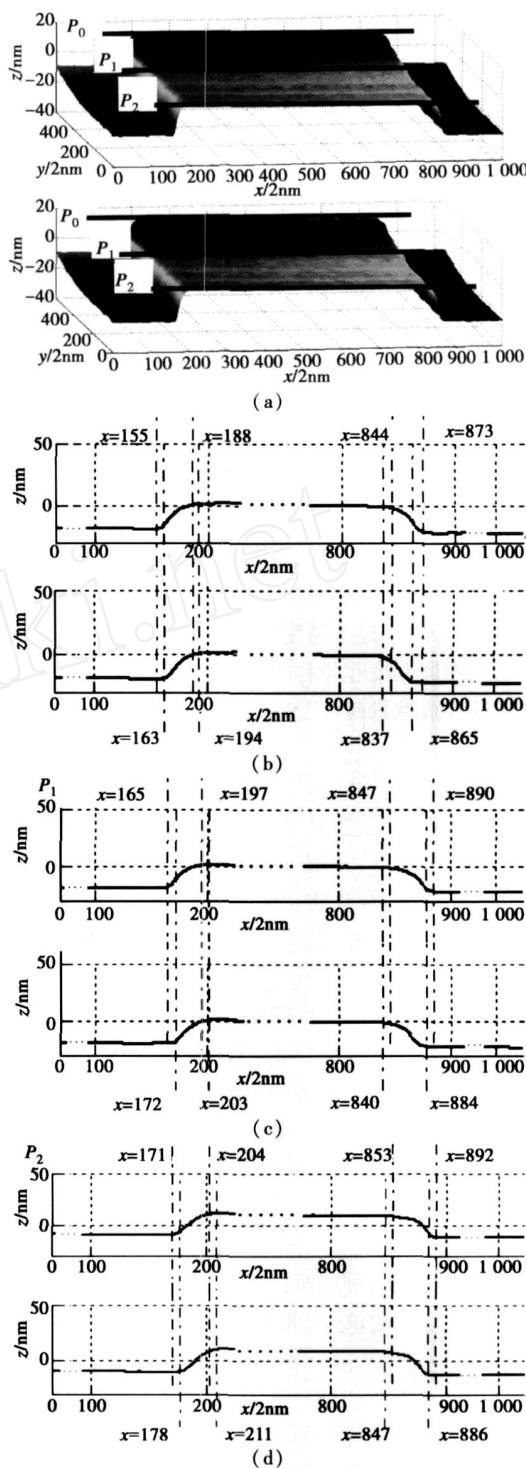 20
P₀
0
P₁
z/nm
-20
P₂
-40
400
200
y/2nm
0
0 100 200 300 400 500 600 700 800 900 1 000
x/2nm
20
P₀
0
P₁
z/nm
-20
P₂
-40
400
200
y/2nm
0
0 100 200 300 400 500 600 700 800 900 1 000
x/2nm
(a)
x=155 x=188 x=844 x=873
50
z/nm
0
0 100 200 800 900 1 000
x/2nm
50
z/nm
0
0 100 200 800 900 1 000
x/2nm
x=163 x=194 x=837 x=865
(b)
P₁ x=165 x=197 x=847 x=890
50
z/nm
0
0 100 200 800 900 1 000
x/2nm
50
z/nm
0
0 100 200 800 900 1 000
x/2nm
x=172 x=203 x=840 x=884
(c)
P₂ x=171 x=204 x=853 x=892
50
z/nm
0
0 100 200 800 900 1 000
x/2nm
50
z/nm
0
0 100 200 800 900 1 000
x/2nm
x=178 x=211 x=847 x=886
(d)